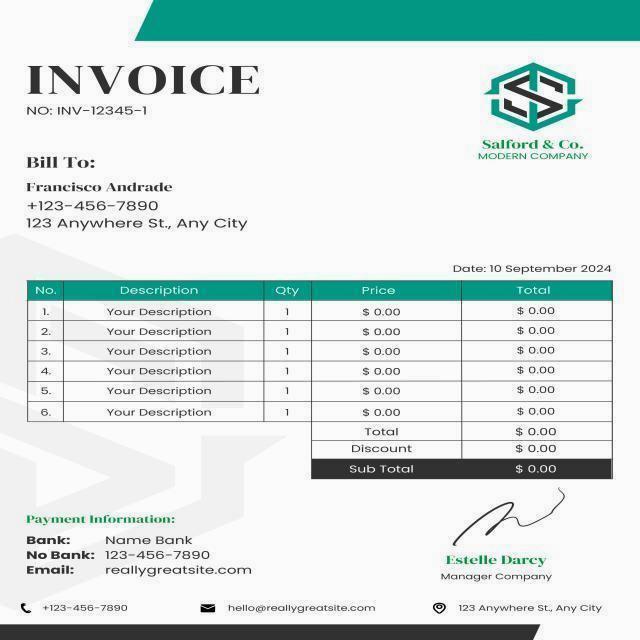 INVOICE
NO: INV-12345-1
Salford & Co.
MODERN COMPANY
Bill To:
Francisco Andrade
+123-456-7890
123 Anywhere St., Any City
Date: 10 September 2024
No. Description Qty Price Total
1. Your Description 1 $ 0.00 $ 0.00
2. Your Description 1 $ 0.00 $ 0.00
3. Your Description 1 $ 0.00 $ 0.00
4. Your Description 1 $ 0.00 $ 0.00
5. Your Description 1 $ 0.00 $ 0.00
6. Your Description 1 $ 0.00 $ 0.00
Total $ 0.00
Discount $ 0.00
Sub Total $ 0.00
Payment Information:
Bank: Name Bank
No Bank: 123-456-7890
Email: reallygreatsite.com
Estelle Darcy
Manager Company
+123-456-7890 hello@reallygreatsite.com 123 Anywhere St., Any City